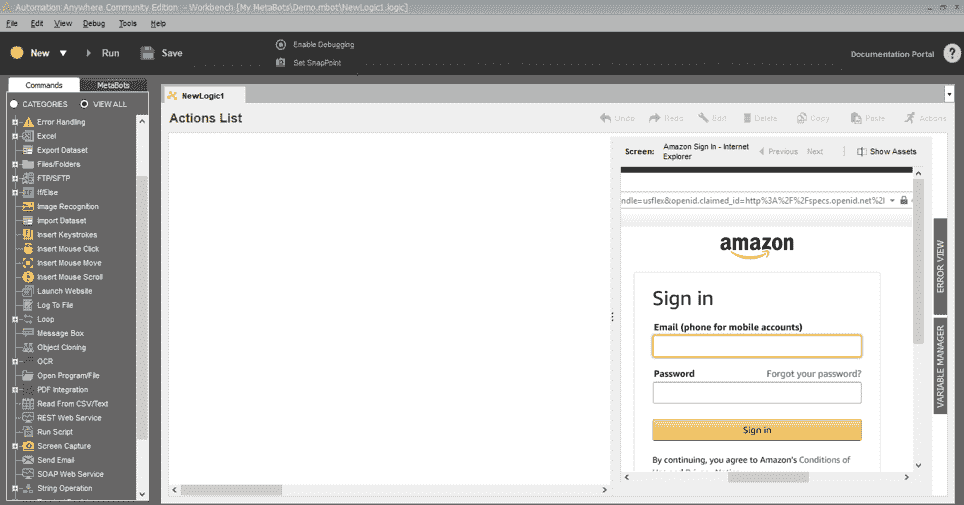 Automation Anywhere Community Edition - Workbench [My MetaBots\Demo.mbot\NewLogic1.logic]
File Edit View Debug Tools Help
New Run Save
Enable Debugging
Set SnapPoint
Documentation Portal ?
Commands MetaBots
CATEGORIES VIEW ALL
Error Handling
Excel
Export Dataset
Files/Folders
FTP/SFTP
If/Else
Image Recognition
Import Dataset
Insert Keystrokes
Insert Mouse Click
Insert Mouse Move
Insert Mouse Scroll
Launch Website
Log To File
Loop
Message Box
Object Cloning
OCR
Open Program/File
PDF Integration
Read From CSV/Text
REST Web Service
Run Script
Screen Capture
Send Email
SOAP Web Service
String Operation
NewLogic1
Actions List
Undo Redo Edit Delete Copy Paste Actions
Screen: Amazon Sign In - Internet
Explorer
Previous Next Show Assets
ndle=usflex&openid.claimed_id=http%3A%2F%2Fspecs.openid.net%2
amazon
Sign in
Email (phone for mobile accounts)
Password Forgot your password?
Sign in
By continuing, you agree to Amazon's Conditions of
ERROR VIEW
VARIABLE MANAGER